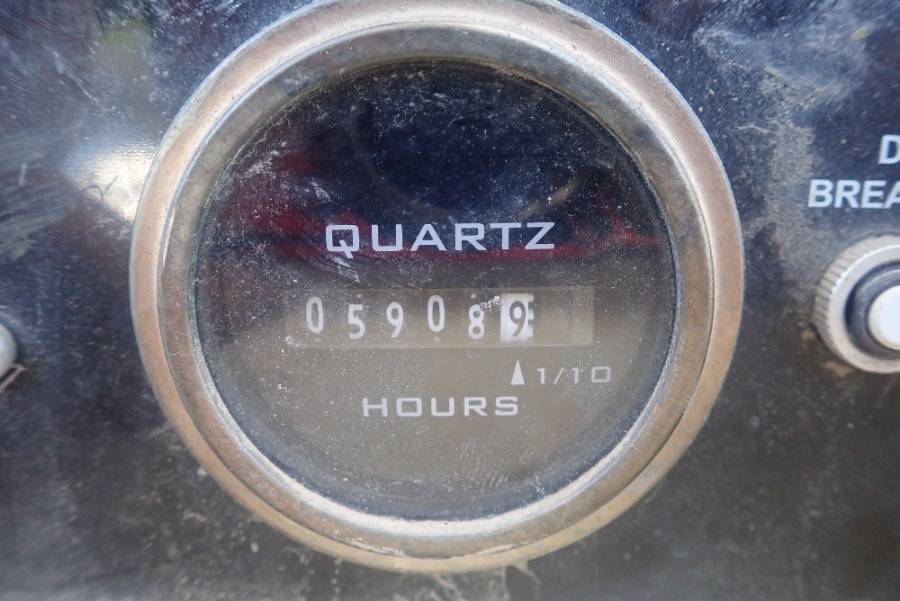 QUARTZ
059089
1/10
HOURS
D
BREA